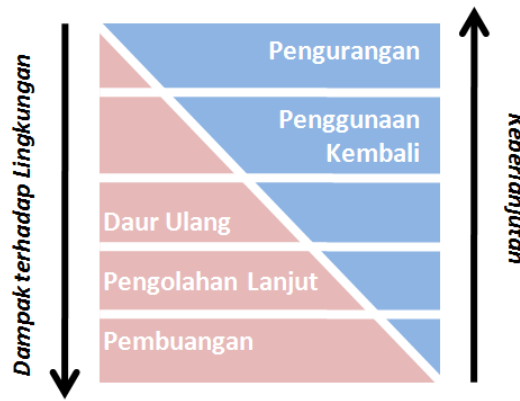 Dampak terhadap Lingkungan
Pengurangan
Penggunaan
Kembali
Daur Ulang
Pengolahan Lanjut
Pembuangan
Keberlanjutan